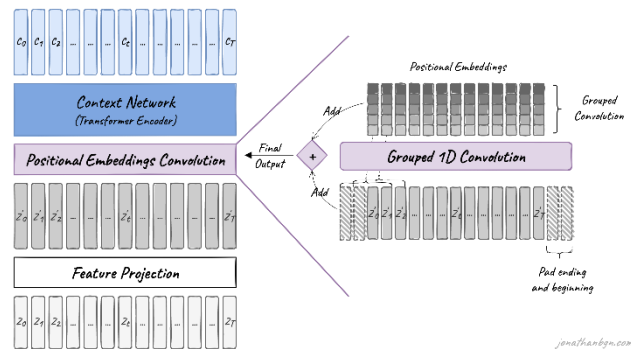 C0 C1 C2 ... ... ... Ct ... ... ... ... CT
Context Network
(Transformer Encoder)
Positional Embeddings Convolution
Z'0 Z'1 Z'2 ... ... ... Z't ... ... ... ... Z'T
Feature Projection
Z0 Z1 Z2 ... ... ... Zt ... ... ... ... ZT
Final
Output
+
Add
Add
Positional Embeddings
Grouped
Convolution
Grouped 1D Convolution
Z'0 Z'1 Z'2 ... ... ... Z't ... ... ... ... ... Z'T
Pad ending
and beginning
jonathanbgn.com